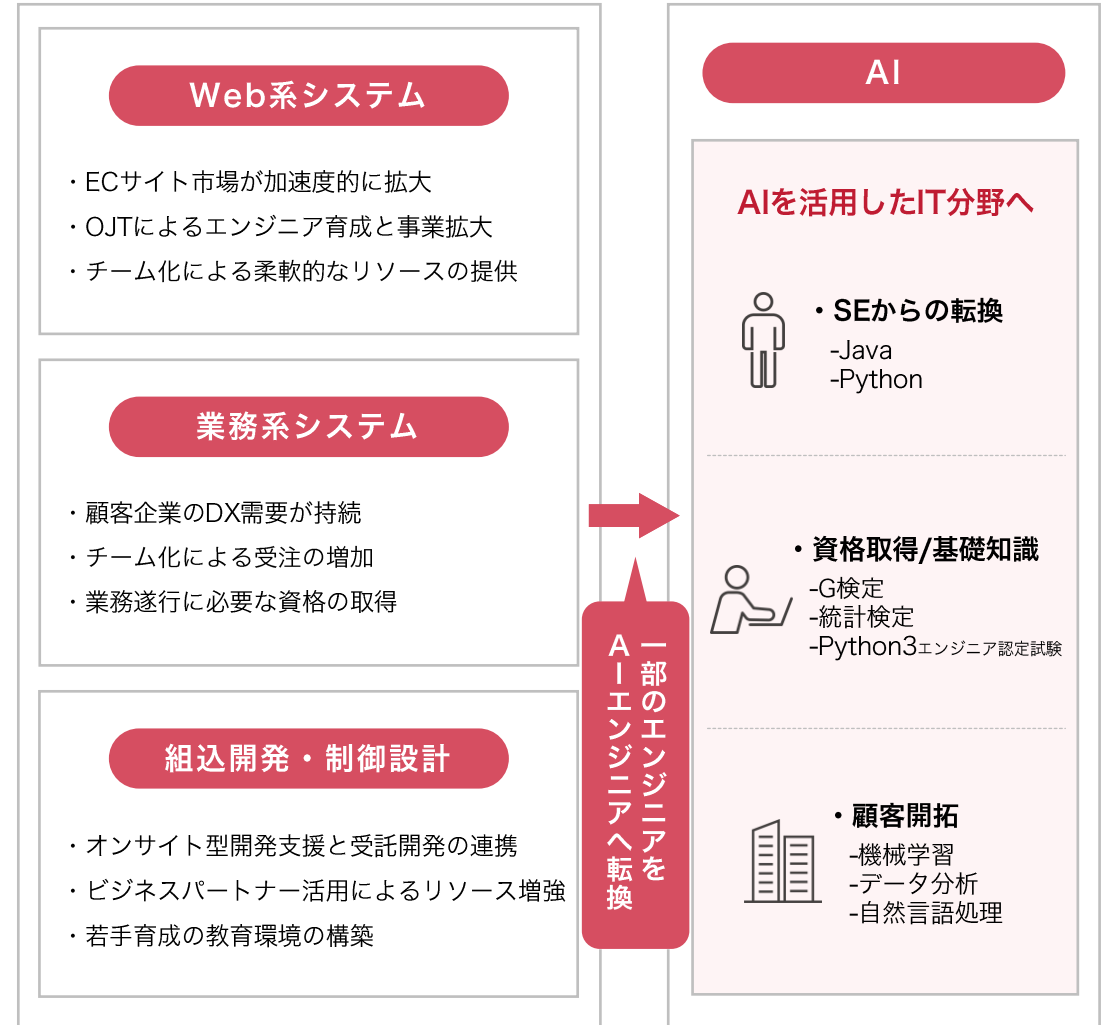 Web系システム
・ECサイト市場が加速度的に拡大
・OJTによるエンジニア育成と事業拡大
・チーム化による柔軟的なリソースの提供
業務系システム
・顧客企業のDX需要が持続
・チーム化による受注の増加
・業務遂行に必要な資格の取得
組込開発・制御設計
・オンサイト型開発支援と受託開発の連携
・ビジネスパートナー活用によるリソース増強
・若手育成の教育環境の構築
一部のエンジニアを
AIエンジニアへ転換
AI
AIを活用したIT分野へ
・SEからの転換
-Java
-Python
・資格取得/基礎知識
-G検定
-統計検定
-Python3エンジニア認定試験
・顧客開拓
-機械学習
-データ分析
-自然言語処理